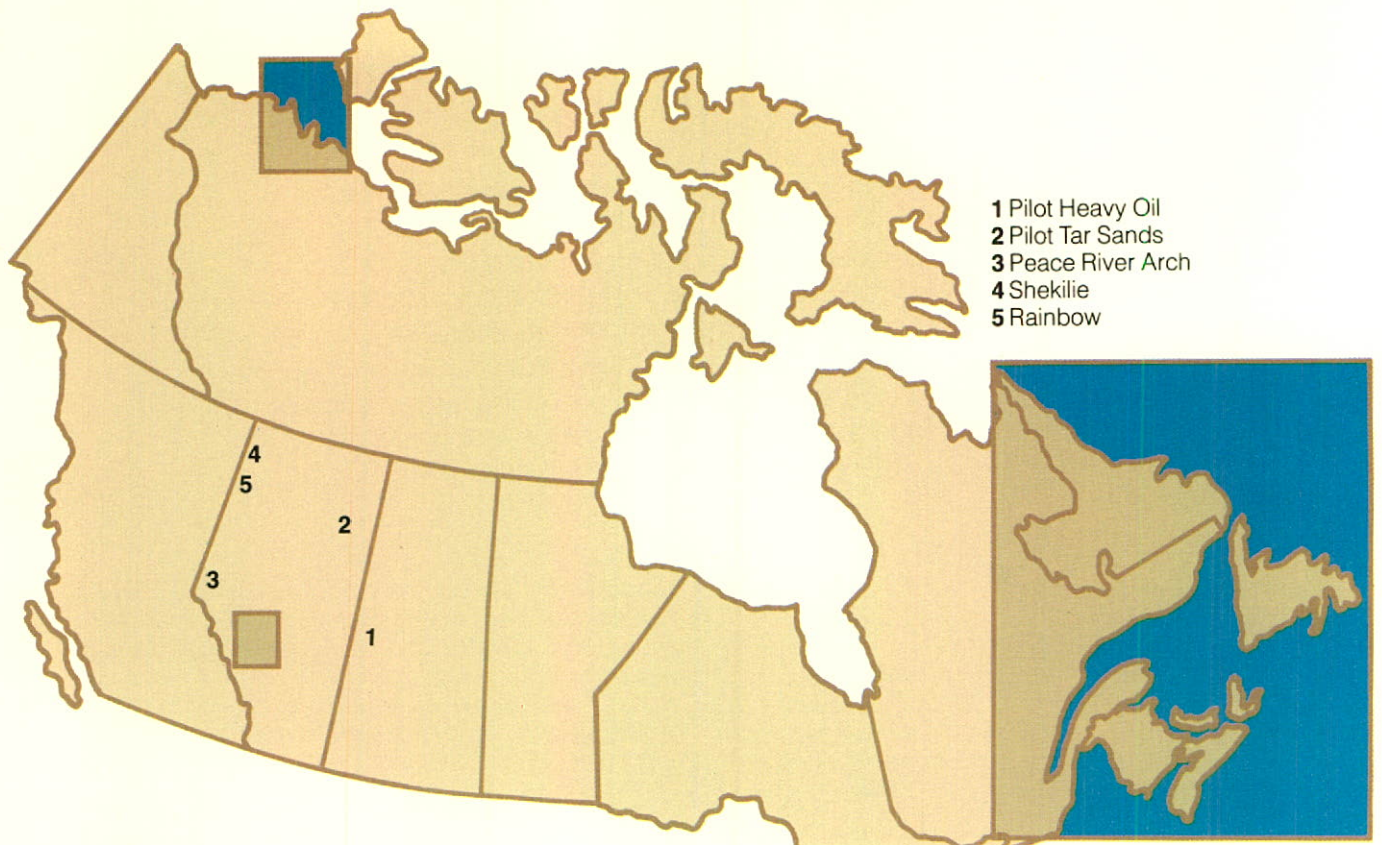 1 Pilot Heavy Oil
2 Pilot Tar Sands
3 Peace River Arch
4 Shekilie
5 Rainbow
4
5
2
3
1